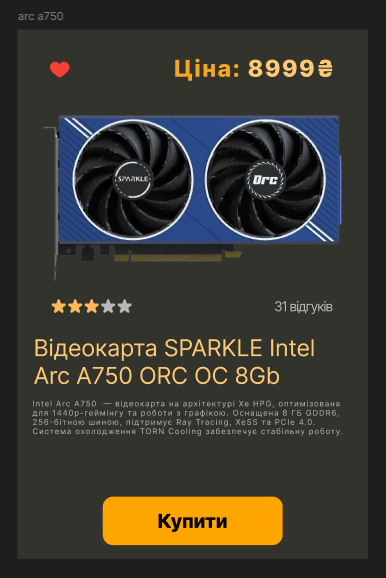 arc a750
Ціна: 8999₴
SPARKLE
Orc
31 відгуків
Відеокарта SPARKLE Intel
Arc A750 ORC OC 8Gb
Intel Arc A750 — відеокарта на архітектурі Xe HPG, оптимізована
для 1440p-геймінгу та роботи з графікою. Оснащена 8 ГБ GDDR6,
256-бітною шиною, підтримує Ray Tracing, XeSS та PCIe 4.0.
Система охолодження TORN Cooling забезпечує стабільну роботу.
Купити